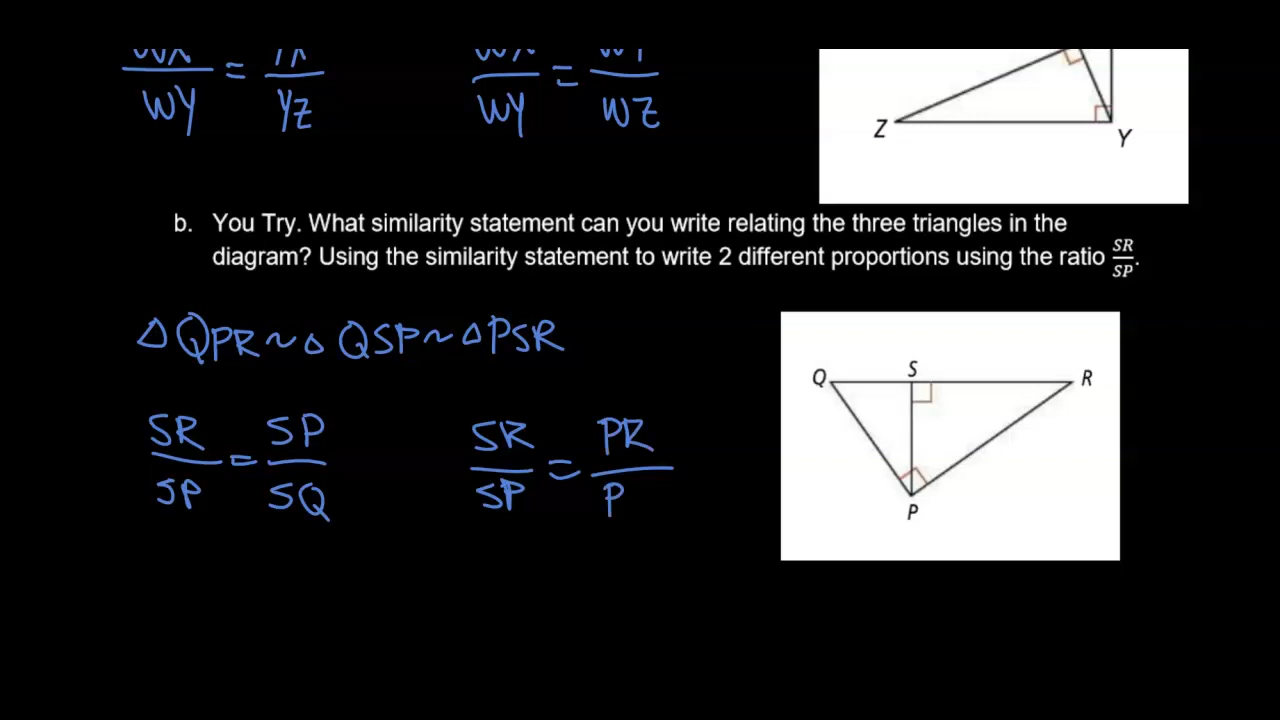 WY = YZ
WY = WZ
Z
Y
b. You Try. What similarity statement can you write relating the three triangles in the
diagram? Using the similarity statement to write 2 different proportions using the ratio SR/SP.
△QPR ~ △QSP ~ △PSR
SR/SP = SP/SQ
SR/SP = PR/P
Q
S
R
P